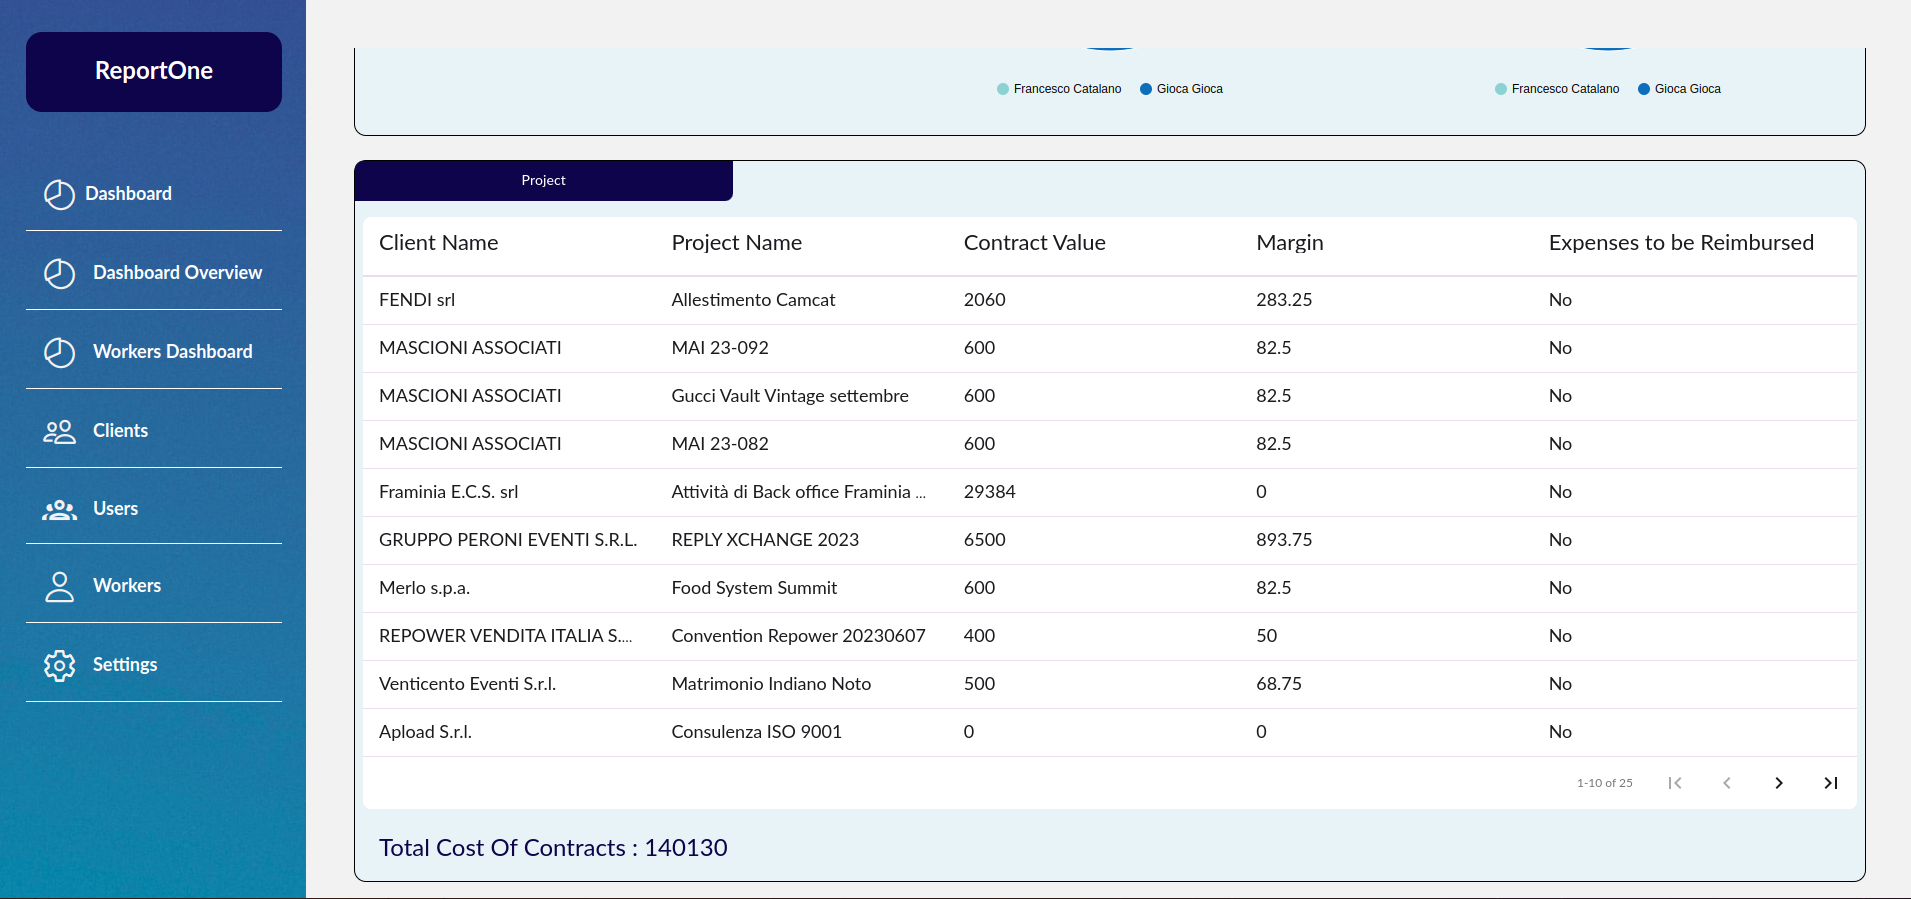 ReportOne
Dashboard
Dashboard Overview
Workers Dashboard
Clients
Users
Workers
Settings
Francesco Catalano Gioca Gioca Francesco Catalano Gioca Gioca
Project
Client Name Project Name Contract Value Margin Expenses to be Reimbursed
FENDI srl Allestimento Camcat 2060 283.25 No
MASCIONI ASSOCIATI MAI 23-092 600 82.5 No
MASCIONI ASSOCIATI Gucci Vault Vintage settembre 600 82.5 No
MASCIONI ASSOCIATI MAI 23-082 600 82.5 No
Framinia E.C.S. srl Attività di Back office Framinia ... 29384 0 No
GRUPPO PERONI EVENTI S.R.L. REPLY XCHANGE 2023 6500 893.75 No
Merlo s.p.a. Food System Summit 600 82.5 No
REPOWER VENDITA ITALIA S.... Convention Repower 20230607 400 50 No
Venticento Eventi S.r.l. Matrimonio Indiano Noto 500 68.75 No
Apload S.r.l. Consulenza ISO 9001 0 0 No
1-10 of 25
Total Cost Of Contracts : 140130